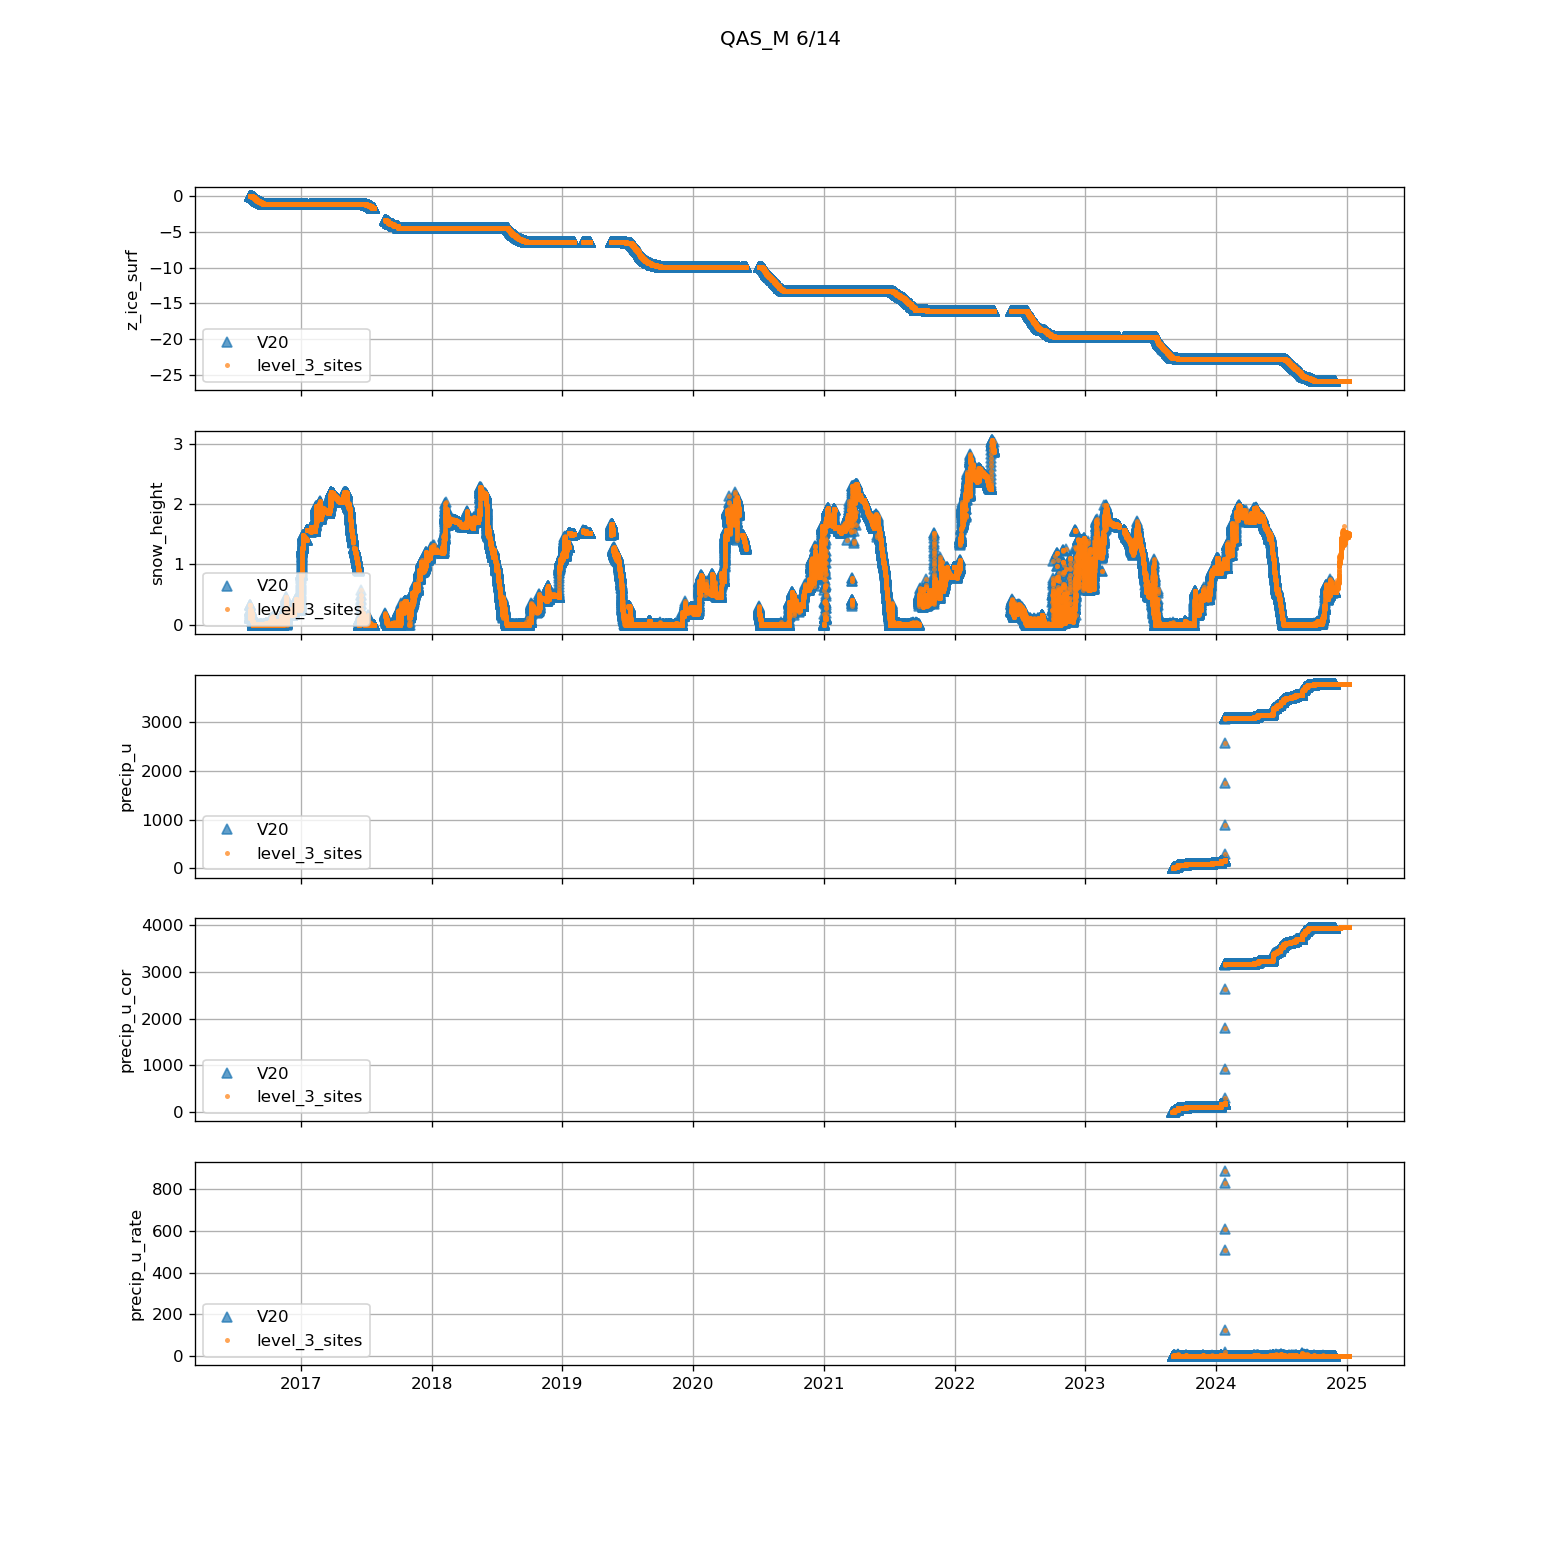 QAS_M 6/14
0
−5
−10
−15
−20
−25
z_ice_surf
V20
level_3_sites
3
2
1
0
snow_height
V20
level_3_sites
3000
2000
1000
0
precip_u
V20
level_3_sites
4000
3000
2000
1000
0
precip_u_cor
V20
level_3_sites
800
600
400
200
0
precip_u_rate
V20
level_3_sites
2017 2018 2019 2020 2021 2022 2023 2024 2025